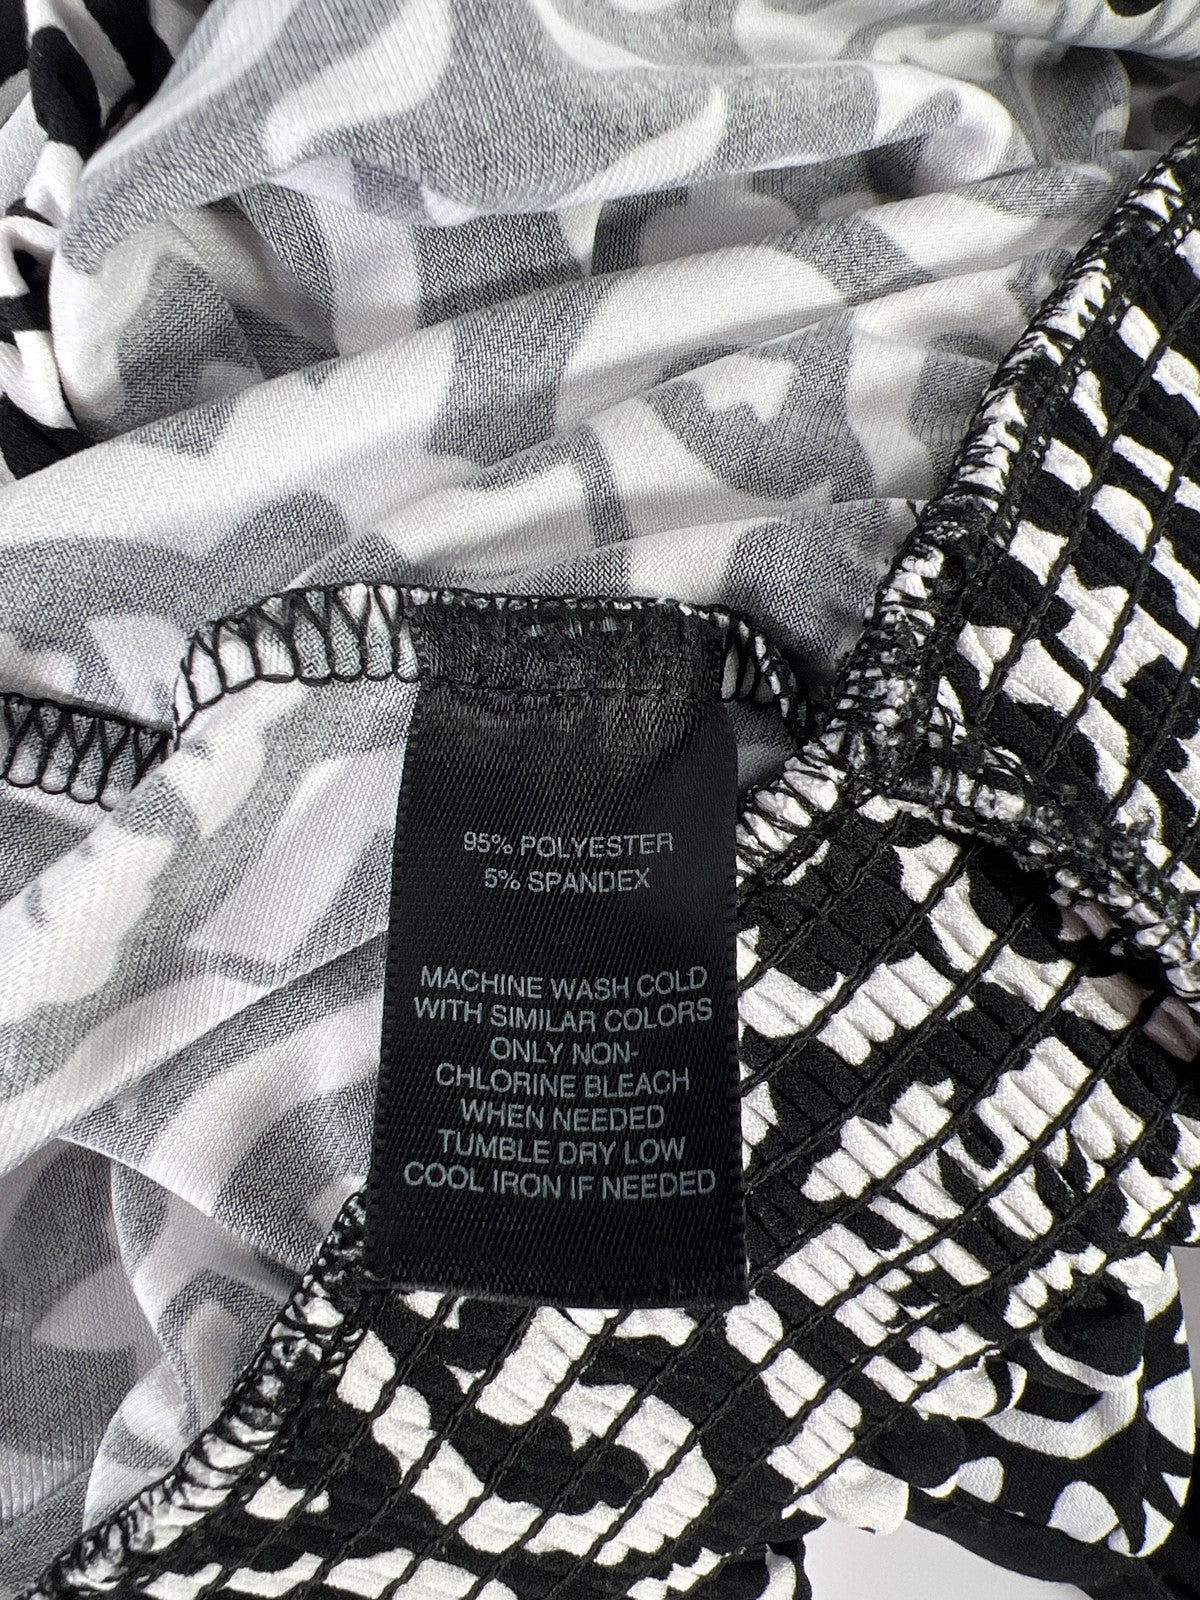 95% POLYESTER
5% SPANDEX
MACHINE WASH COLD
WITH SIMILAR COLORS
ONLY NON-
CHLORINE BLEACH
WHEN NEEDED
TUMBLE DRY LOW
COOL IRON IF NEEDED